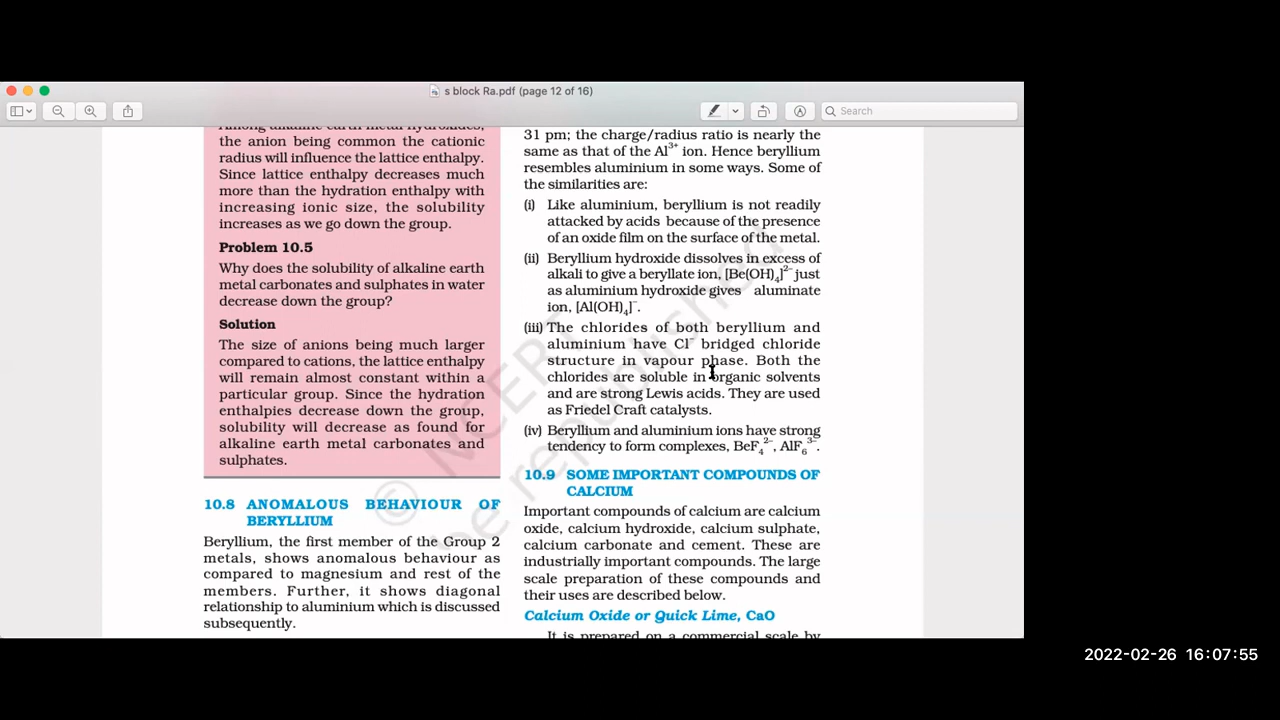 s block Ra.pdf (page 12 of 16)
Search
Among alkaline earth metal hydroxides,
the anion being common the cationic
radius will influence the lattice enthalpy.
Since lattice enthalpy decreases much
more than the hydration enthalpy with
increasing ionic size, the solubility
increases as we go down the group.
Problem 10.5
Why does the solubility of alkaline earth
metal carbonates and sulphates in water
decrease down the group?
Solution
The size of anions being much larger
compared to cations, the lattice enthalpy
will remain almost constant within a
particular group. Since the hydration
enthalpies decrease down the group,
solubility will decrease as found for
alkaline earth metal carbonates and
sulphates.
10.8 ANOMALOUS BEHAVIOUR OF
BERYLLIUM
Beryllium, the first member of the Group 2
metals, shows anomalous behaviour as
compared to magnesium and rest of the
members. Further, it shows diagonal
relationship to aluminium which is discussed
subsequently.
31 pm; the charge/radius ratio is nearly the
same as that of the Al³⁺ ion. Hence beryllium
resembles aluminium in some ways. Some of
the similarities are:
(i) Like aluminium, beryllium is not readily
attacked by acids because of the presence
of an oxide film on the surface of the metal.
(ii) Beryllium hydroxide dissolves in excess of
alkali to give a beryllate ion, [Be(OH)₄]²⁻ just
as aluminium hydroxide gives aluminate
ion, [Al(OH)₄]⁻.
(iii) The chlorides of both beryllium and
aluminium have Cl⁻ bridged chloride
structure in vapour phase. Both the
chlorides are soluble in organic solvents
and are strong Lewis acids. They are used
as Friedel Craft catalysts.
(iv) Beryllium and aluminium ions have strong
tendency to form complexes, BeF₄²⁻, AlF₆³⁻.
10.9 SOME IMPORTANT COMPOUNDS OF
CALCIUM
Important compounds of calcium are calcium
oxide, calcium hydroxide, calcium sulphate,
calcium carbonate and cement. These are
industrially important compounds. The large
scale preparation of these compounds and
their uses are described below.
Calcium Oxide or Quick Lime, CaO
It is prepared on a commercial scale by
© NCERT
be republished
2022-02-26 16:07:55